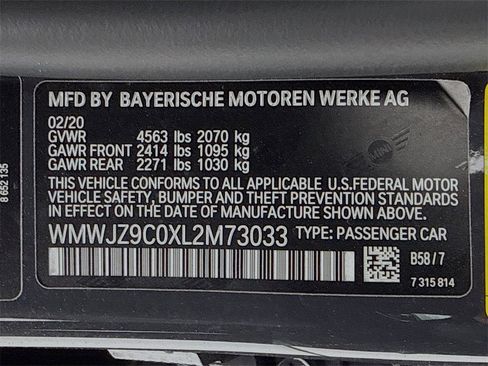 MFD BY BAYERISCHE MOTOREN WERKE AG
02/20
GVWR 4563 lbs 2070 kg
GAWR FRONT 2414 lbs 1095 kg
GAWR REAR 2271 lbs 1030 kg
THIS VEHICLE CONFORMS TO ALL APPLICABLE U.S.FEDERAL MOTOR
VEHICLE SAFETY, BUMPER AND THEFT PREVENTION STANDARDS
IN EFFECT ON THE DATE OF MANUFACTURE SHOWN ABOVE.
WMWJZ9C0XL2M73033 TYPE: PASSENGER CAR
B58/7
7 315 814
8 652 135
MINI